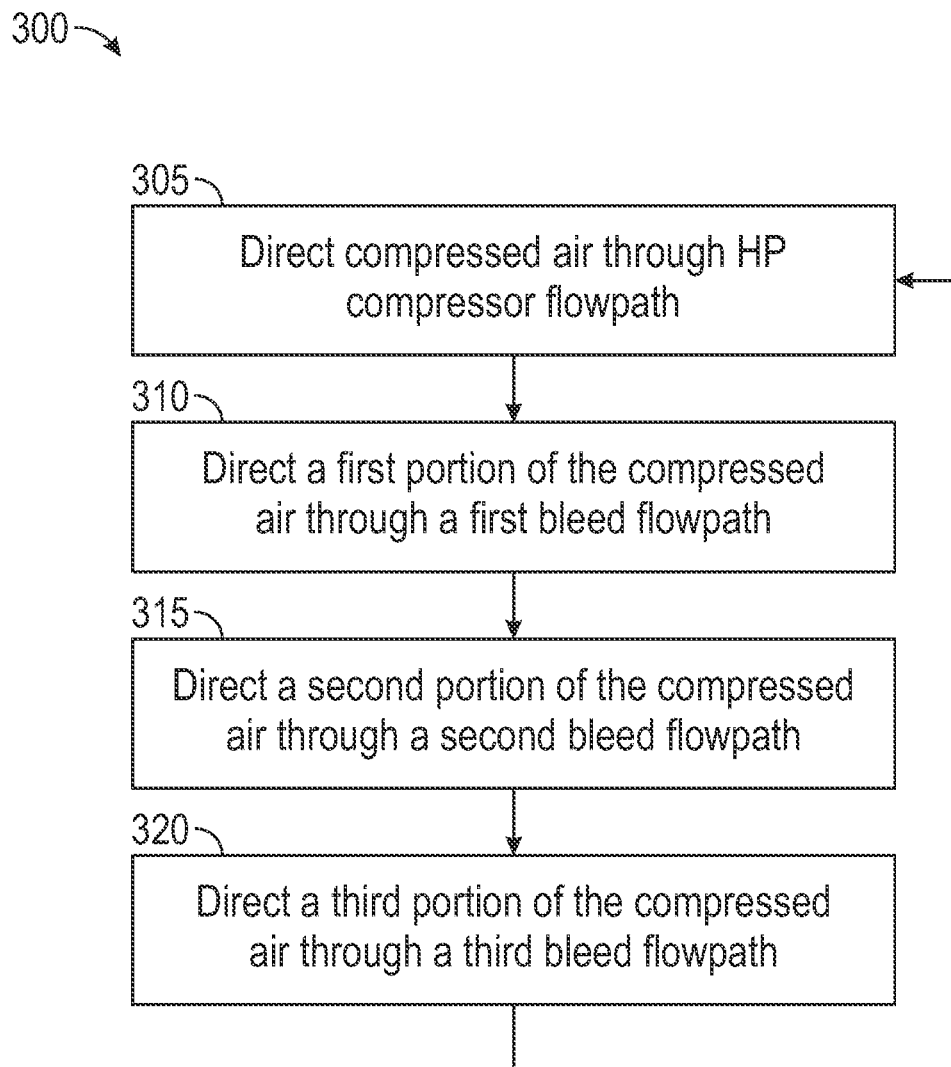 300
305
Direct compressed air through HP
compressor flowpath
310
Direct a first portion of the compressed
air through a first bleed flowpath
315
Direct a second portion of the compressed
air through a second bleed flowpath
320
Direct a third portion of the compressed
air through a third bleed flowpath